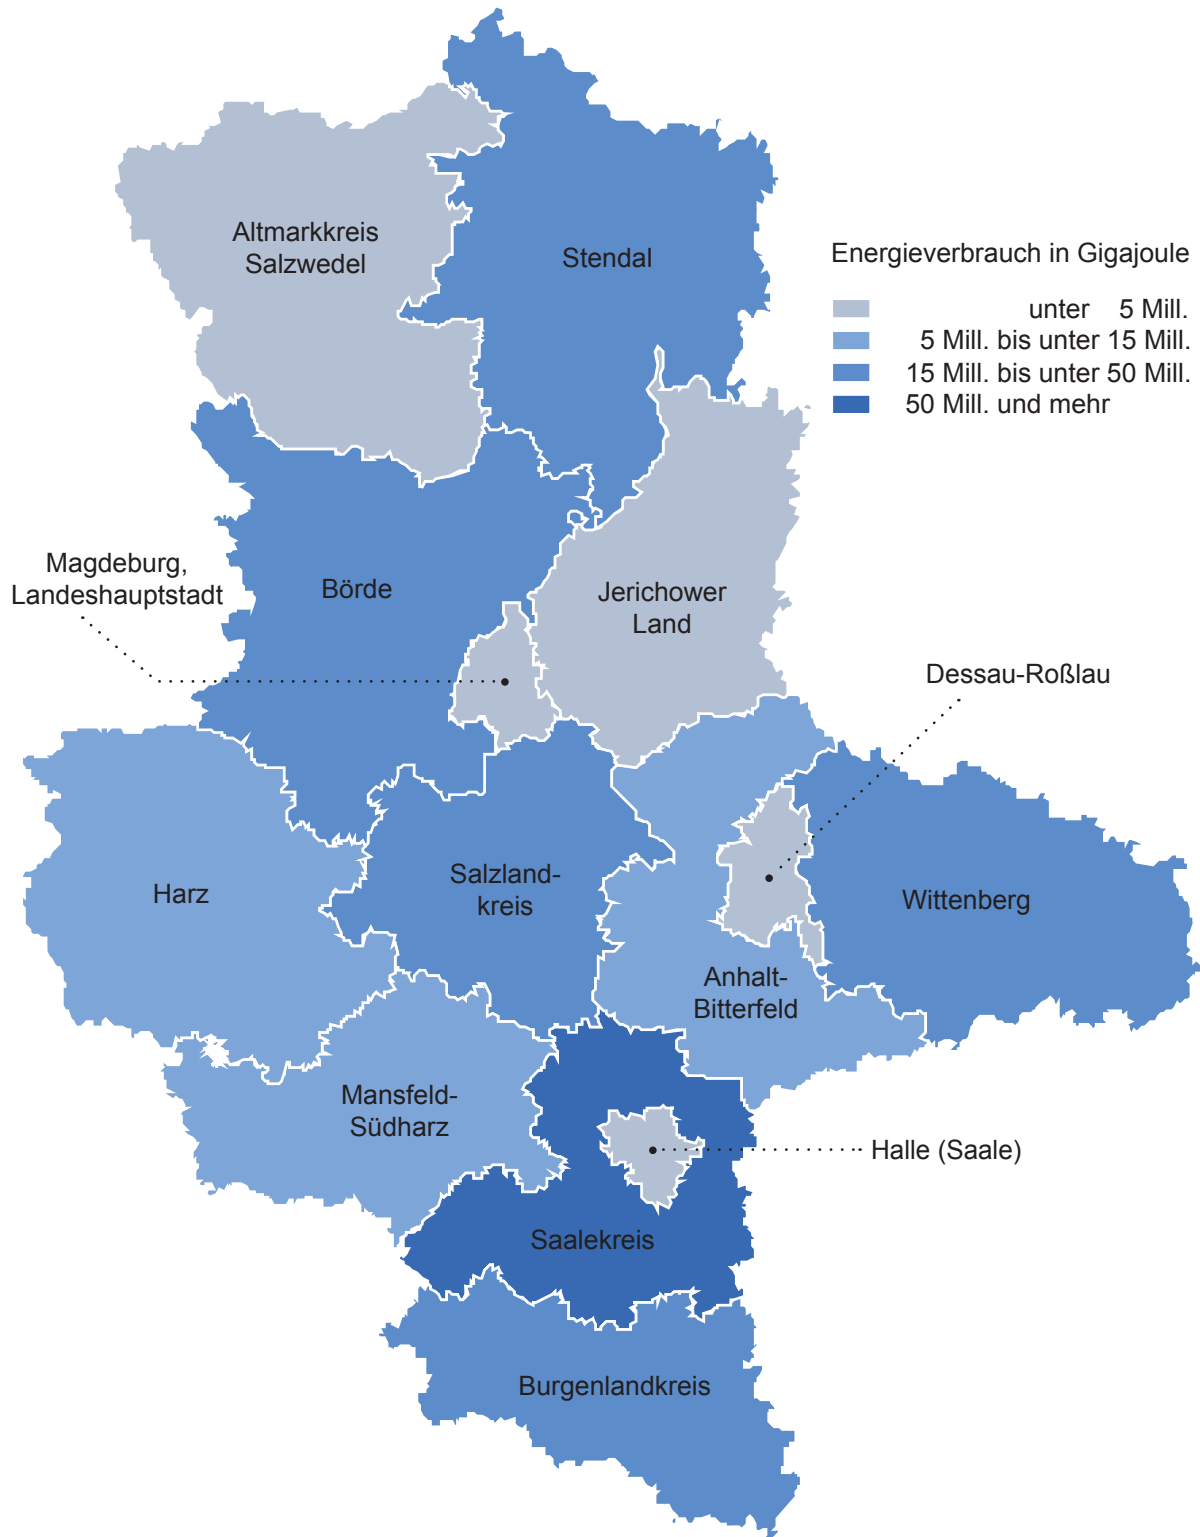 Altmarkkreis
Salzwedel
Stendal
Energieverbrauch in Gigajoule
unter 5 Mill.
5 Mill. bis unter 15 Mill.
15 Mill. bis unter 50 Mill.
50 Mill. und mehr
Magdeburg,
Landeshauptstadt
Börde
Jerichower
Land
Dessau-Roßlau
Harz
Salzland-
kreis
Wittenberg
Anhalt-
Bitterfeld
Mansfeld-
Südharz
Halle (Saale)
Saalekreis
Burgenlandkreis